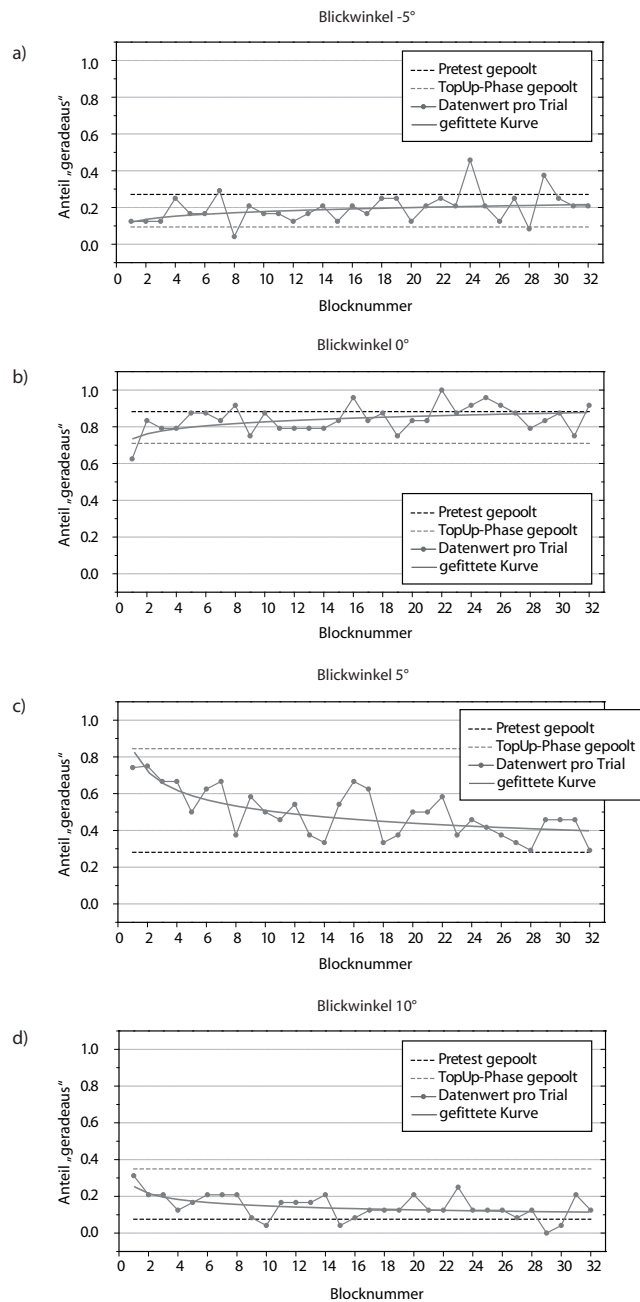 Blickwinkel -5°
a)
Anteil „geradeaus“
1.0
0.8
0.6
0.4
0.2
0.0
Pretest gepoolt
TopUp-Phase gepoolt
Datenwert pro Trial
gefittete Kurve
0 2 4 6 8 10 12 14 16 18 20 22 24 26 28 30 32
Blocknummer
Blickwinkel 0°
b)
Anteil „geradeaus“
1.0
0.8
0.6
0.4
0.2
0.0
Pretest gepoolt
TopUp-Phase gepoolt
Datenwert pro Trial
gefittete Kurve
0 2 4 6 8 10 12 14 16 18 20 22 24 26 28 30 32
Blocknummer
Blickwinkel 5°
c)
Anteil „geradeaus“
1.0
0.8
0.6
0.4
0.2
0.0
Pretest gepoolt
TopUp-Phase gepoolt
Datenwert pro Trial
gefittete Kurve
0 2 4 6 8 10 12 14 16 18 20 22 24 26 28 30 32
Blocknummer
Blickwinkel 10°
d)
Anteil „geradeaus“
1.0
0.8
0.6
0.4
0.2
0.0
Pretest gepoolt
TopUp-Phase gepoolt
Datenwert pro Trial
gefittete Kurve
0 2 4 6 8 10 12 14 16 18 20 22 24 26 28 30 32
Blocknummer